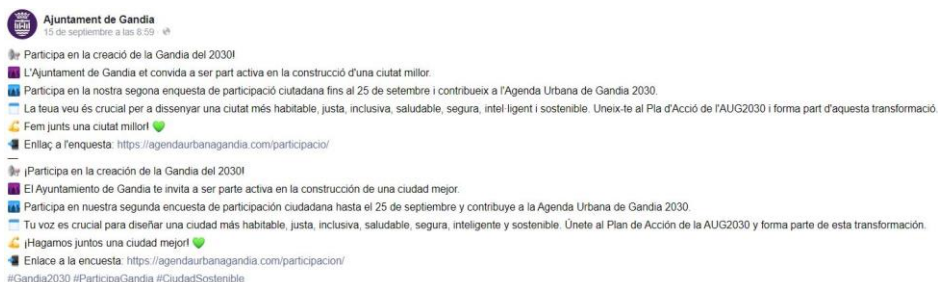 Ajuntament de Gandia
15 de septiembre a las 8:59 ·
Participa en la creació de la Gandia del 2030!
L'Ajuntament de Gandia et convida a ser part activa en la construcció d'una ciutat millor.
Participa en la nostra segona enquesta de participació ciutadana fins al 25 de setembre i contribueix a l'Agenda Urbana de Gandia 2030.
La teua veu és crucial per a dissenyar una ciutat més habitable, justa, inclusiva, saludable, segura, intel·ligent i sostenible. Uneix-te al Pla d'Acció de l'AUG2030 i forma part d'aquesta transformació.
Fem junts una ciutat millor!
Enllaç a l'enquesta: https://agendaurbanagandia.com/participacio/
—
¡Participa en la creación de la Gandia del 2030!
El Ayuntamiento de Gandia te invita a ser parte activa en la construcción de una ciudad mejor.
Participa en nuestra segunda encuesta de participación ciudadana hasta el 25 de septiembre y contribuye a la Agenda Urbana de Gandia 2030.
Tu voz es crucial para diseñar una ciudad más habitable, justa, inclusiva, saludable, segura, inteligente y sostenible. Únete al Plan de Acción de la AUG2030 y forma parte de esta transformación.
¡Hagamos juntos una ciudad mejor!
Enlace a la encuesta: https://agendaurbanagandia.com/participacion/
#Gandia2030 #ParticipaGandia #CiudadSostenible